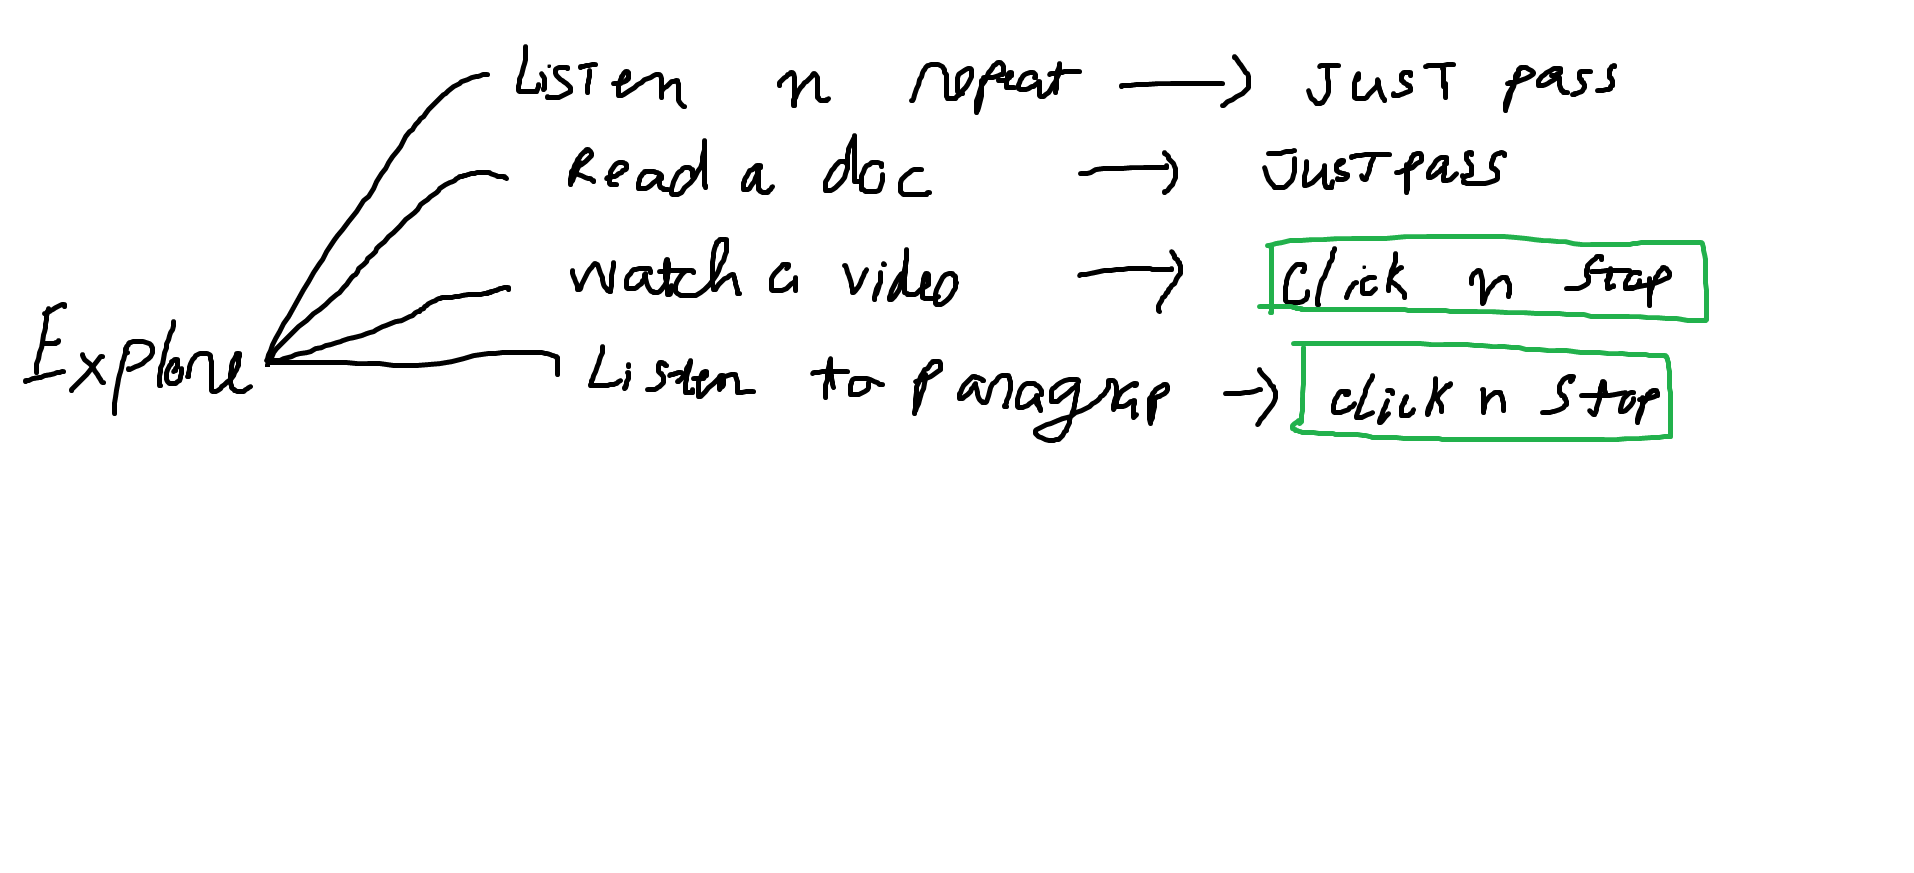 Listen n repeat → Just pass
Read a doc → Just pass
Watch a video → Click n Stop
Explore
Listen to paragrap → click n stop